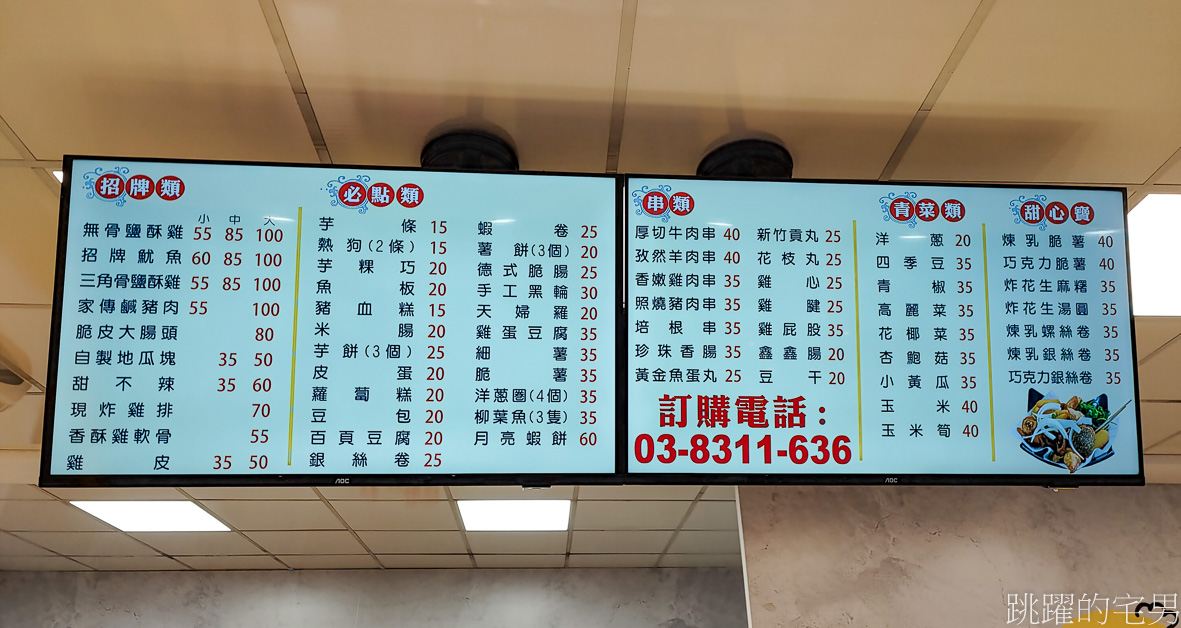 招牌類
小 中 大
無骨鹽酥雞 55 85 100
招牌魷魚 60 85 100
三角骨鹽酥雞 55 85 100
家傳鹹豬肉 55 100
脆皮大腸頭 80
自製地瓜塊 35 50
甜不辣 35 60
現炸雞排 70
香酥雞軟骨 55
雞皮 35 50
必點類
芋條 15
熱狗(2條) 15
芋粿巧 20
魚板 20
豬血糕 15
米腸 20
芋餅(3個) 25
皮蛋 20
蘿蔔糕 20
豆包 20
百頁豆腐 20
銀絲卷 25
蝦卷 25
薯餅(3個) 20
德式脆腸 25
手工黑輪 30
天婦羅 20
雞蛋豆腐 35
細薯 35
脆薯 35
洋蔥圈(4個) 35
柳葉魚(3隻) 35
月亮蝦餅 60
AOC
串類
厚切牛肉串 40
孜然羊肉串 40
香嫩雞肉串 35
照燒豬肉串 35
培根串 35
珍珠香腸 35
黃金魚蛋丸 25
新竹貢丸 25
花枝丸 25
雞心 25
雞腱 25
雞屁股 35
鑫鑫腸 20
豆干 20
訂購電話：
03-8311-636
青菜類
洋蔥 20
四季豆 35
青椒 35
高麗菜 35
花椰菜 35
杏鮑菇 35
小黃瓜 35
玉米 40
玉米筍 40
甜心寶
煉乳脆薯 40
巧克力脆薯 40
炸花生麻糬 35
炸花生湯圓 35
煉乳螺絲卷 35
煉乳銀絲卷 35
巧克力銀絲卷 35
AOC
跳躍的宅男